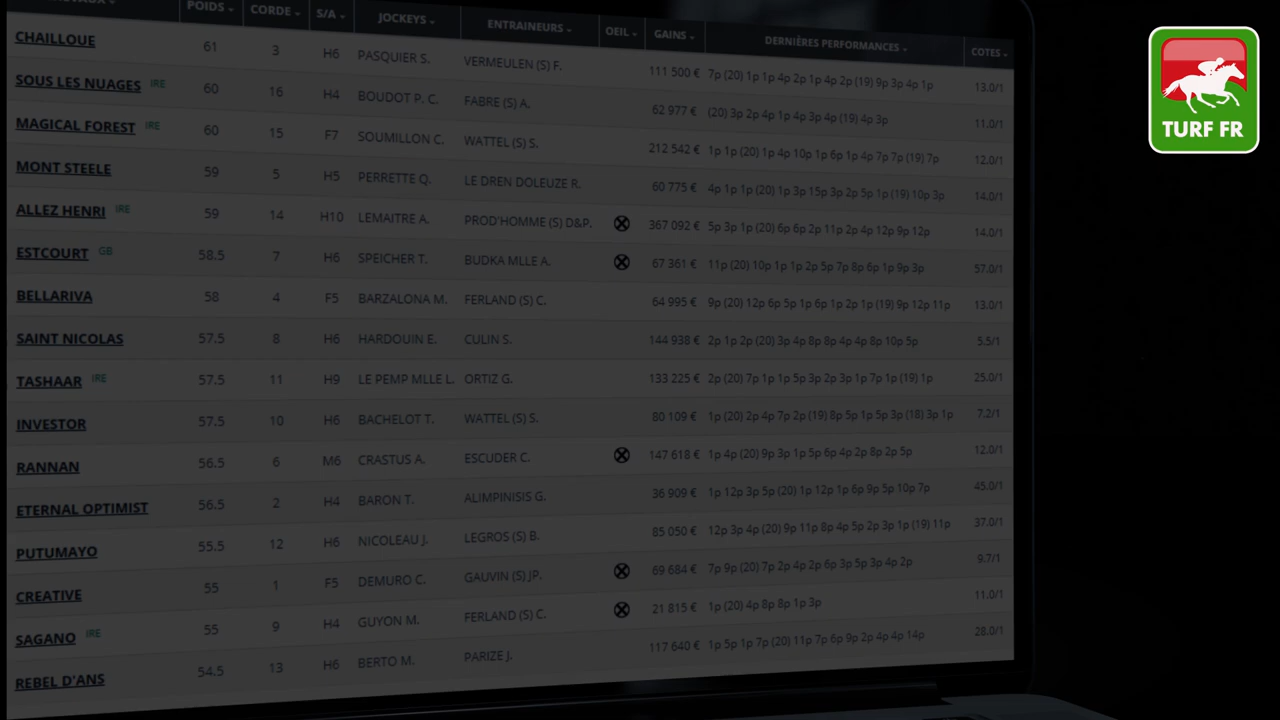 POIDS CORDE S/A JOCKEYS ENTRAINEURS OEIL GAINS DERNIÈRES PERFORMANCES COTES
CHAILLOUE 61 3 H6 PASQUIER S. VERMEULEN (S) F. 111 500 € 7p (20) 1p 1p 4p 2p 1p 4p 2p (19) 9p 3p 4p 1p 13.0/1
SOUS LES NUAGES IRE 60 16 H4 BOUDOT P. C. FABRE (S) A. 62 977 € (20) 3p 2p 4p 1p 4p 3p 4p (19) 4p 3p 11.0/1
MAGICAL FOREST IRE 60 15 F7 SOUMILLON C. WATTEL (S) S. 212 542 € 1p 1p (20) 1p 4p 10p 1p 6p 1p 4p 7p 7p (19) 7p 12.0/1
MONT STEELE 59 5 H5 PERRETTE Q. LE DREN DOLEUZE R. 60 775 € 4p 1p 1p (20) 1p 3p 15p 3p 2p 5p 1p (19) 10p 3p 14.0/1
ALLEZ HENRI IRE 59 14 H10 LEMAITRE A. PROD'HOMME (S) D&P. 367 092 € 5p 3p 1p (20) 6p 6p 2p 11p 2p 4p 12p 9p 12p 14.0/1
ESTCOURT GB 58.5 7 H6 SPEICHER T. BUDKA MLLE A. 67 361 € 11p (20) 10p 1p 1p 2p 5p 7p 8p 6p 1p 9p 3p 57.0/1
BELLARIVA 58 4 F5 BARZALONA M. FERLAND (S) C. 64 995 € 9p (20) 12p 6p 5p 1p 6p 1p 2p 1p (19) 9p 12p 11p 13.0/1
SAINT NICOLAS 57.5 8 H6 HARDOUIN E. CULIN S. 144 938 € 2p 1p 2p (20) 3p 4p 8p 8p 4p 4p 8p 10p 5p 5.5/1
TASHAAR IRE 57.5 11 H9 LE PEMP MLLE L. ORTIZ G. 133 225 € 2p (20) 7p 1p 1p 5p 3p 2p 3p 1p 7p 1p (19) 1p 25.0/1
INVESTOR 57.5 10 H6 BACHELOT T. WATTEL (S) S. 80 109 € 1p (20) 2p 4p 7p 2p (19) 8p 5p 1p 5p 3p (18) 3p 1p 7.2/1
RANNAN 56.5 6 M6 CRASTUS A. ESCUDER C. 147 618 € 1p 4p (20) 9p 3p 1p 5p 6p 4p 2p 8p 2p 5p 12.0/1
ETERNAL OPTIMIST 56.5 2 H4 BARON T. ALIMPINISIS G. 36 909 € 1p 12p 3p 5p (20) 1p 12p 1p 6p 9p 5p 10p 7p 45.0/1
PUTUMAYO 55.5 12 H6 NICOLEAU J. LEGROS (S) B. 85 050 € 12p 3p 4p (20) 9p 11p 8p 4p 5p 2p 3p 1p (19) 11p 37.0/1
CREATIVE 55 1 F5 DEMURO C. GAUVIN (S) JP. 69 684 € 7p 9p (20) 7p 2p 4p 2p 6p 3p 5p 3p 4p 2p 9.7/1
SAGANO IRE 55 9 H4 GUYON M. FERLAND (S) C. 21 815 € 1p (20) 4p 8p 8p 1p 3p 11.0/1
REBEL D'ANS 54.5 13 H6 BERTO M. PARIZE J. 117 640 € 1p 5p 1p 7p (20) 11p 7p 6p 9p 2p 4p 4p 14p 28.0/1
TURF FR